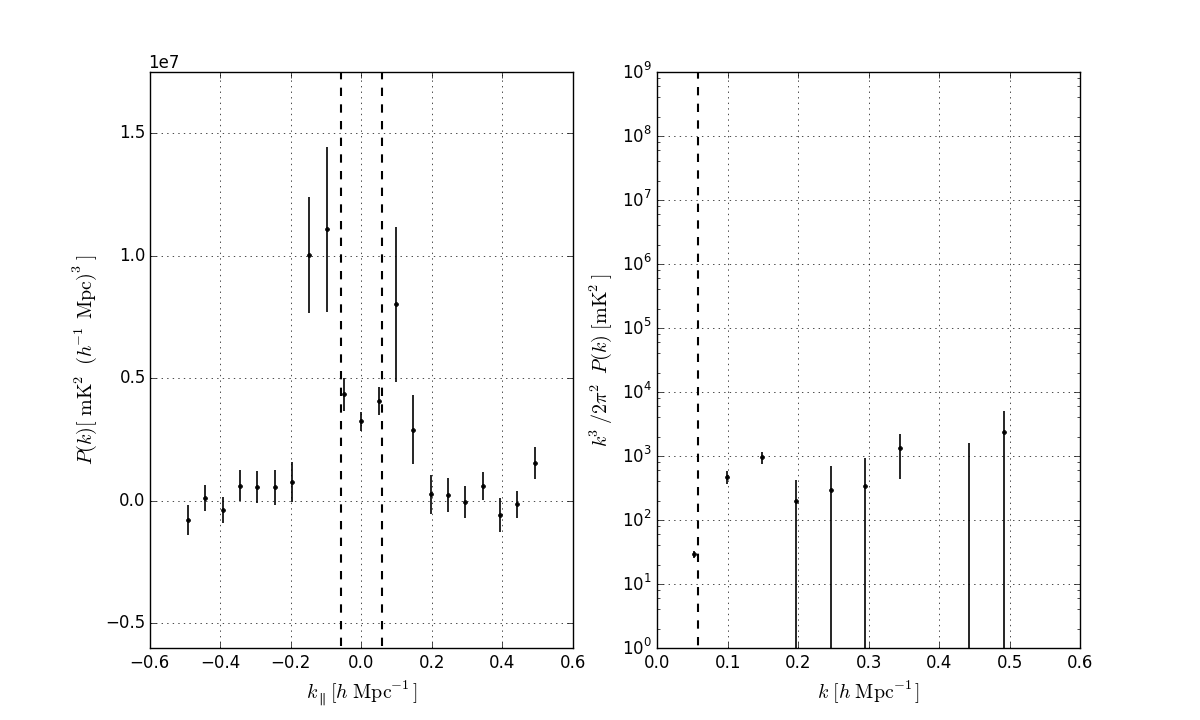 1e7
1.5
1.0
0.5
0.0
−0.5
−0.6 −0.4 −0.2 0.0 0.2 0.4 0.6
P(k)[ mK² (h⁻¹ Mpc)³ ]
k∥ [h Mpc⁻¹]
10⁹
10⁸
10⁷
10⁶
10⁵
10⁴
10³
10²
10¹
10⁰
0.0 0.1 0.2 0.3 0.4 0.5 0.6
k³/2π² P(k) [mK²]
k [h Mpc⁻¹]